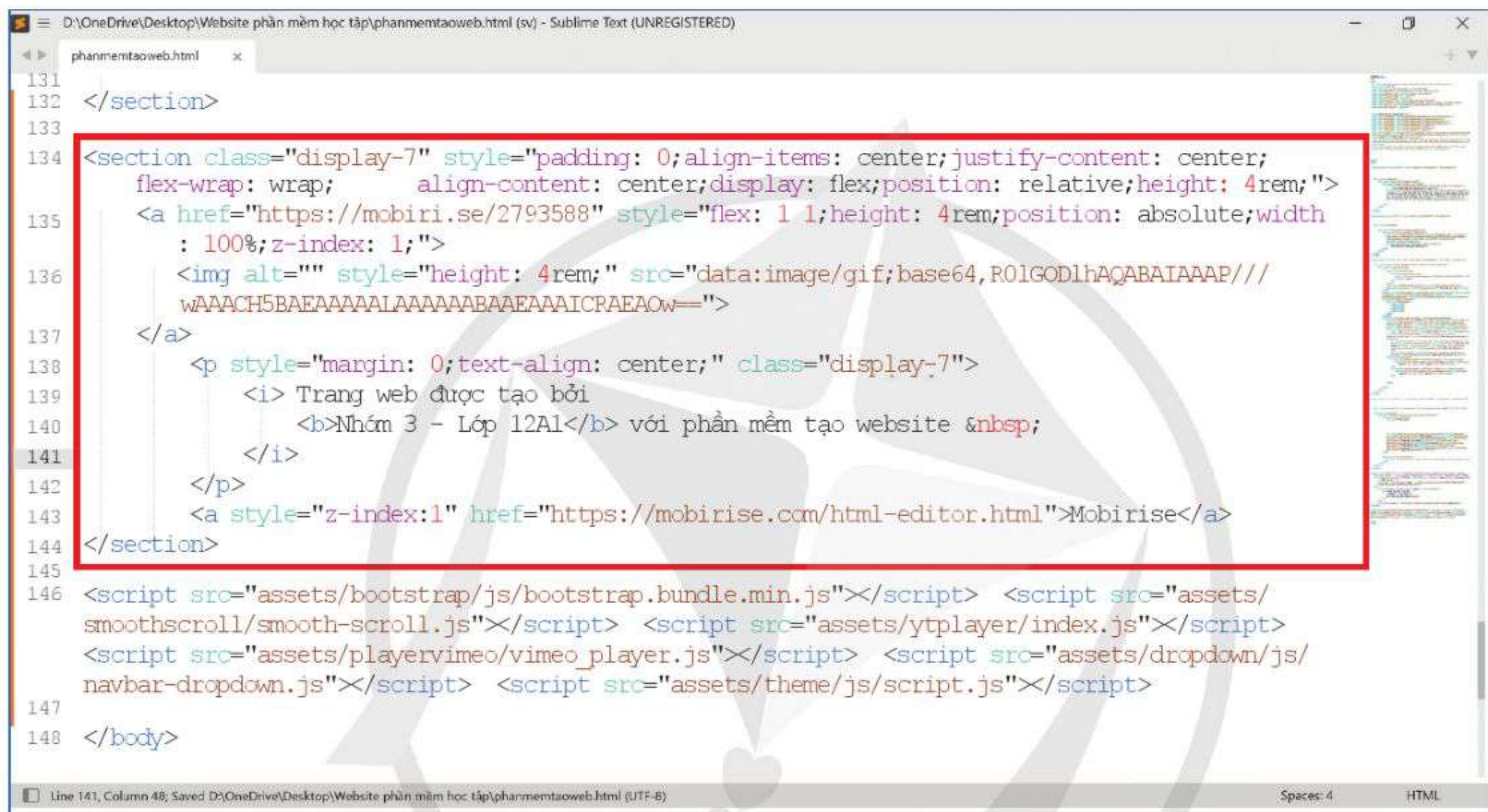 D:\OneDrive\Desktop\Website phần mềm học tập\phanmemtaoweb.html (sv) - Sublime Text (UNREGISTERED)
phanmemtaoweb.html
131
132 </section>
133
134 <section class="display-7" style="padding: 0;align-items: center;justify-content: center;
flex-wrap: wrap;      align-content: center;display: flex;position: relative;height: 4rem;">
135 <a href="https://mobiri.se/2793588" style="flex: 1 1;height: 4rem;position: absolute;width
: 100%;z-index: 1;">
136 <img alt="" style="height: 4rem;" src="data:image/gif;base64,R0lGODlhAQABAIAAAP///
wAAACH5BAEAAAAALAAAAAABAAEAAAICRAEAOw==">
137 </a>
138 <p style="margin: 0;text-align: center;" class="display-7">
139 <i> Trang web được tạo bởi
140 <b>Nhóm 3 - Lớp 12A1</b> với phần mềm tạo website &nbsp;
141 </i>
142 </p>
143 <a style="z-index:1" href="https://mobirise.com/html-editor.html">Mobirise</a>
144 </section>
145
146 <script src="assets/bootstrap/js/bootstrap.bundle.min.js"></script>  <script src="assets/
smoothscroll/smooth-scroll.js"></script>  <script src="assets/ytplayer/index.js"></script>
<script src="assets/playervimeo/vimeo_player.js"></script>  <script src="assets/dropdown/js/
navbar-dropdown.js"></script>  <script src="assets/theme/js/script.js"></script>
147
148 </body>
Line 141, Column 48; Saved D:\OneDrive\Desktop\Website phần mềm học tập\phanmemtaoweb.html (UTF-8)
Spaces: 4
HTML